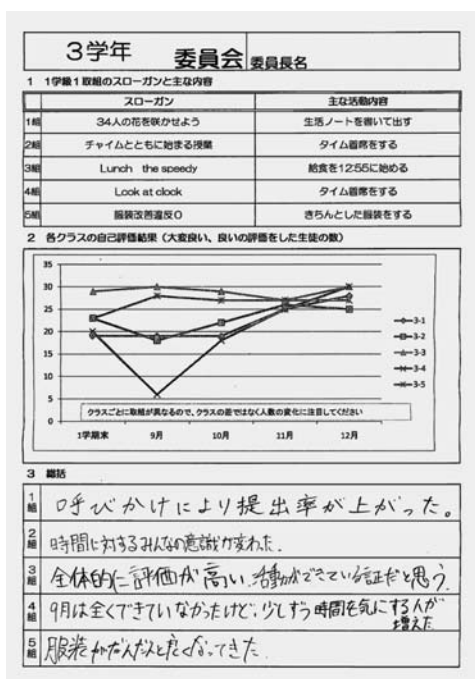 3学年 委員会 委員長名
1 1学級1取組のスローガンと主な内容
スローガン 主な活動内容
1組 34人の花を咲かせよう 生活ノートを書いて出す
2組 チャイムとともに始まる授業 タイム着席をする
3組 Lunch the speedy 給食を12:55に始める
4組 Look at clock タイム着席をする
5組 服装改善違反0 きちんとした服装をする
2 各クラスの自己評価結果（大変良い、良いの評価をした生徒の数）
35
30
25
20
15
10
5
0
3-1
3-2
3-3
3-4
3-5
クラスごとに取組が異なるので、クラスの差ではなく人数の変化に注目してください
1学期末 9月 10月 11月 12月
3 総括
1組 呼びかけにより提出率が上がった。
2組 時間に対するみんなの意識が変わった.
3組 全体的に評価が高い.活動ができている証だと思う.
4組 9月は全くできていなかったけど、少しずつ時間を気にする人が
増えた
5組 服装がだんだんと良くなってきた.